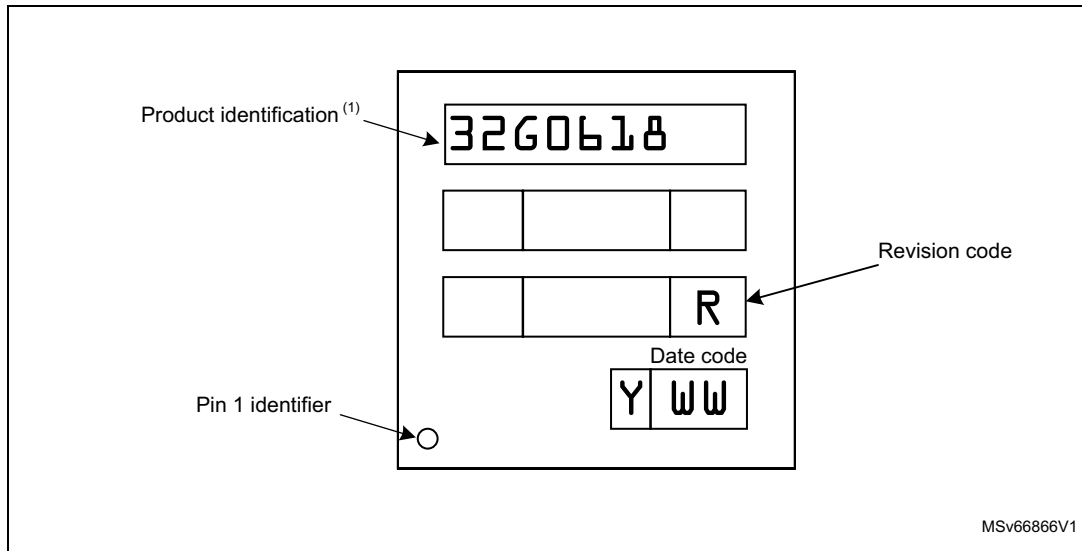 Product identification (1)
32G0618
Revision code
R
Date code
Y WW
Pin 1 identifier
MSv66866V1